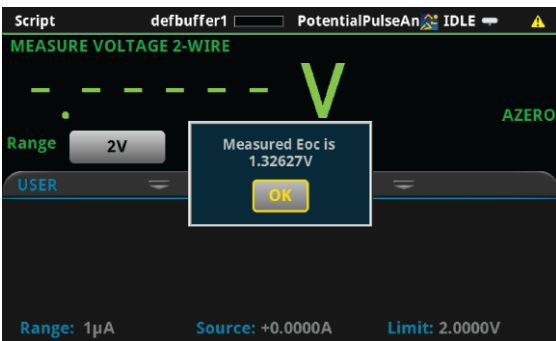 Script defbuffer1 PotentialPulseAn IDLE
MEASURE VOLTAGE 2-WIRE
- . - - - - - V
AZERO
Range 2V
Measured Eoc is
1.32627V
OK
USER
Range: 1µA Source: +0.0000A Limit: 2.0000V